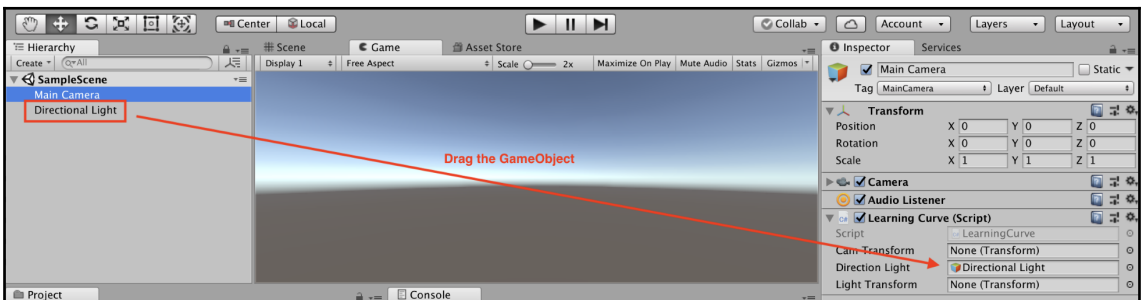 Center Local Collab Account Layers Layout
Hierarchy
Create All
SampleScene
Main Camera
Directional Light
Scene Game Asset Store
Display 1 Free Aspect Scale 2x Maximize On Play Mute Audio Stats Gizmos
Drag the GameObject
Inspector Services
Main Camera Static
Tag MainCamera Layer Default
Transform
Position X 0 Y 0 Z 0
Rotation X 0 Y 0 Z 0
Scale X 1 Y 1 Z 1
Camera
Audio Listener
C# Learning Curve (Script)
Script LearningCurve
Cam Transform None (Transform)
Direction Light Directional Light
Light Transform None (Transform)
Project Console